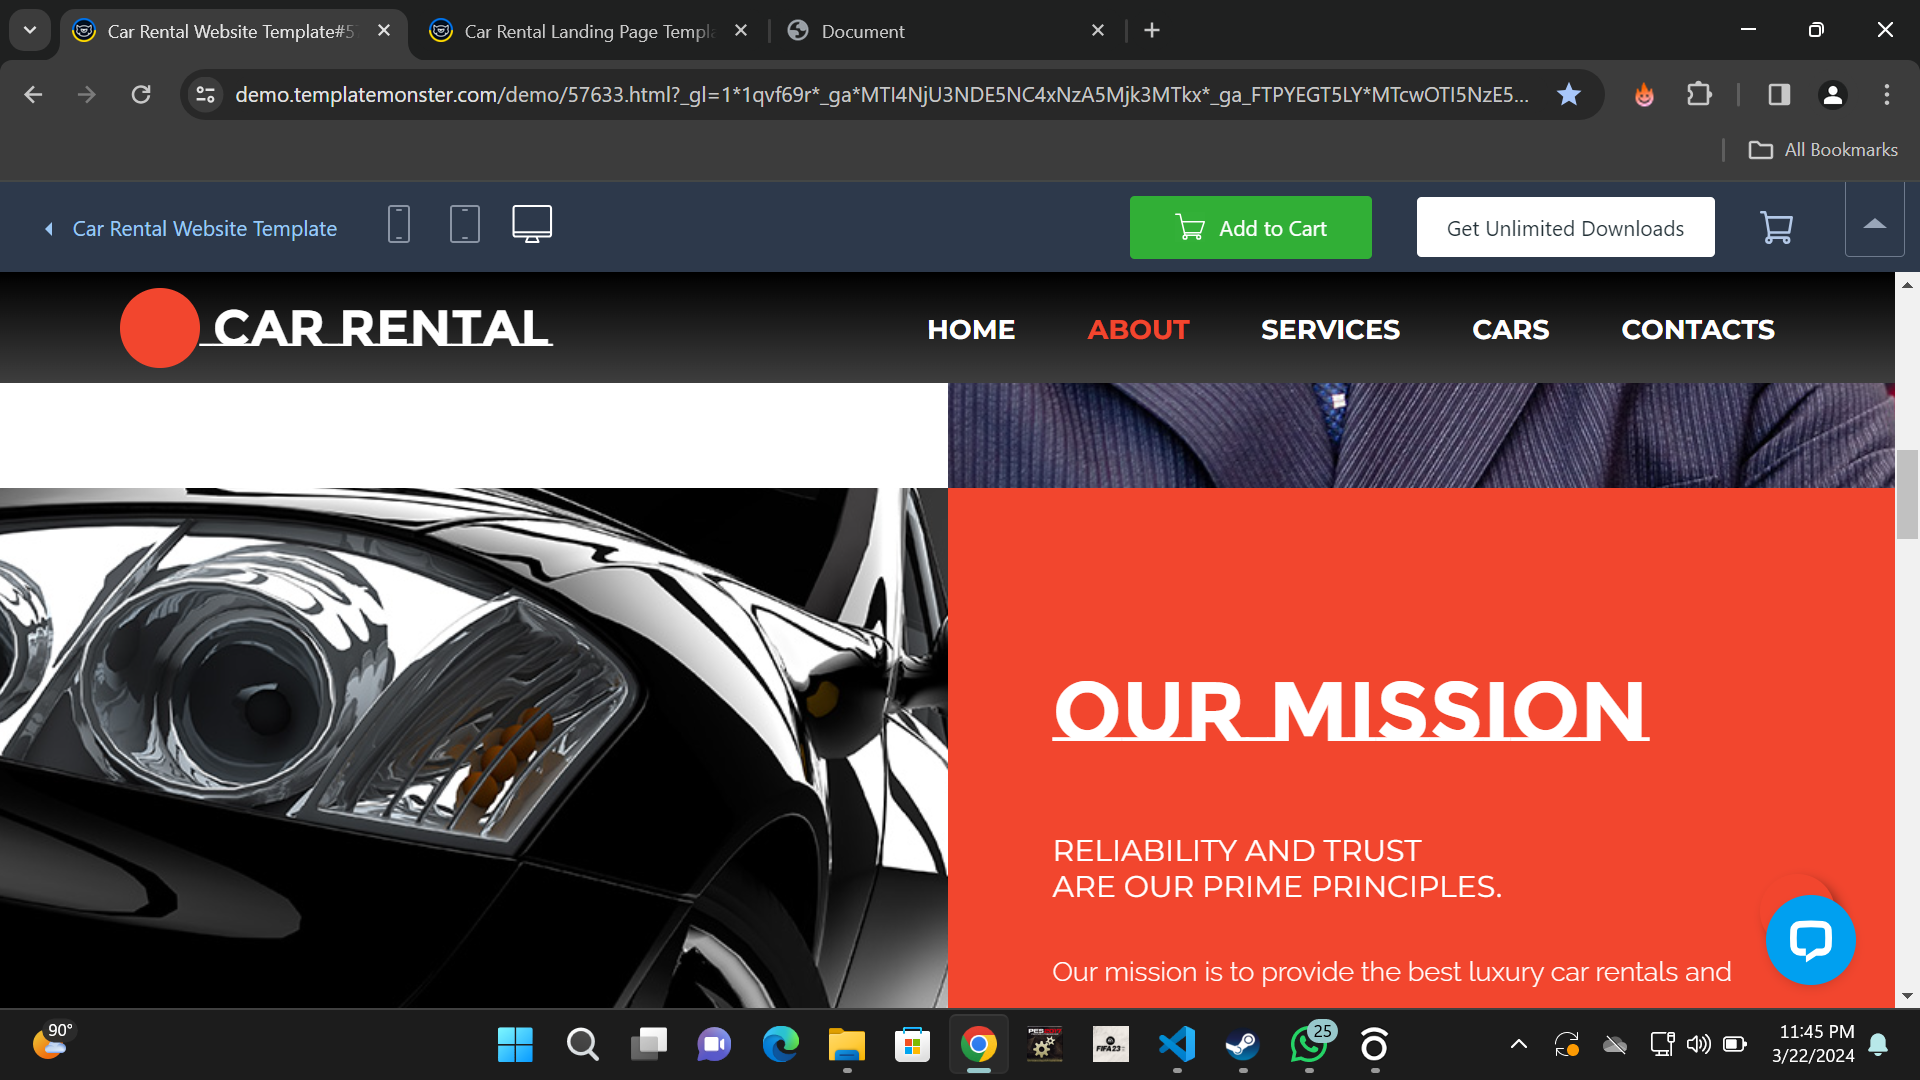 Car Rental Website Template#5
Car Rental Landing Page Templa
Document
demo.templatemonster.com/demo/57633.html?_gl=1*1qvf69r*_ga*MTI4NjU3NDE5NC4xNzA5Mjk3MTkx*_ga_FTPYEGT5LY*MTcwOTI5NzE5...
All Bookmarks
Car Rental Website Template
Add to Cart
Get Unlimited Downloads
CAR RENTAL
HOME
ABOUT
SERVICES
CARS
CONTACTS
OUR MISSION
RELIABILITY AND TRUST
ARE OUR PRIME PRINCIPLES.
Our mission is to provide the best luxury car rentals and
90°
FIFA23
25
11:45 PM
3/22/2024